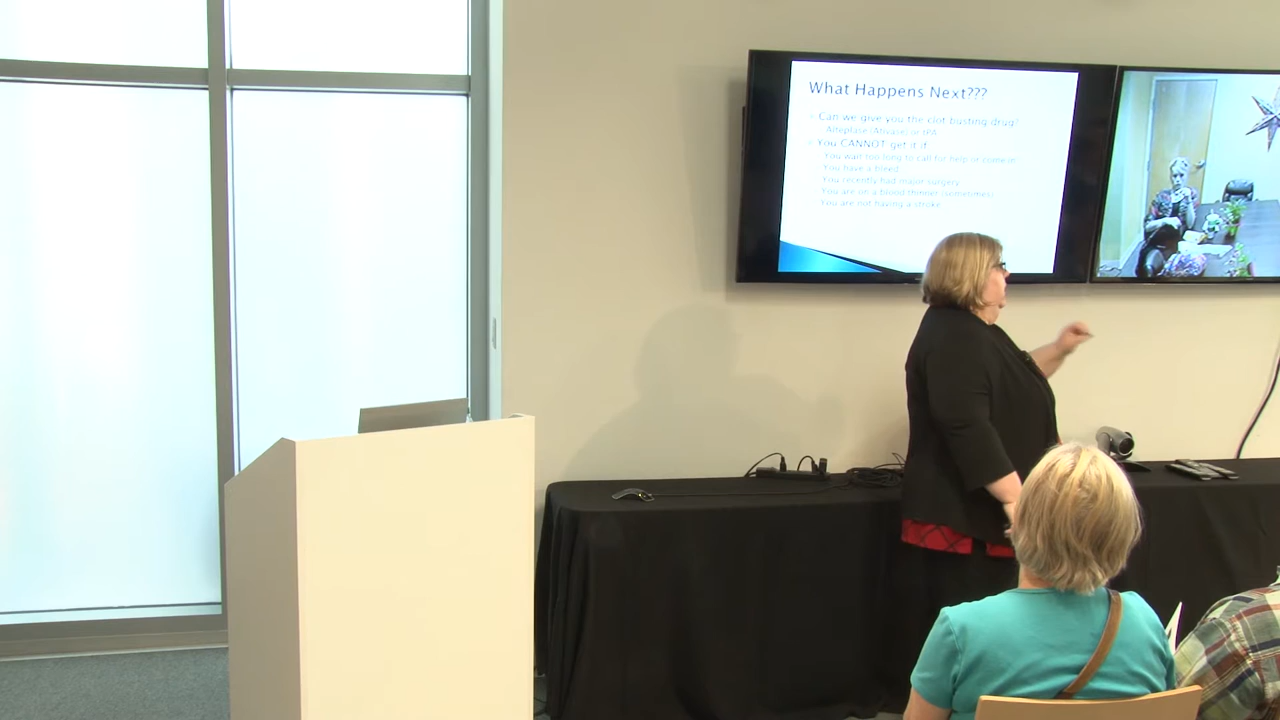 What Happens Next???
Can we give you the clot busting drug?
Alteplase (Ativase) or tPA
You CANNOT get it if
You wait too long to call for help or come in
You have a bleed
You recently had major surgery
You are on a blood thinner (sometimes)
You are not having a stroke